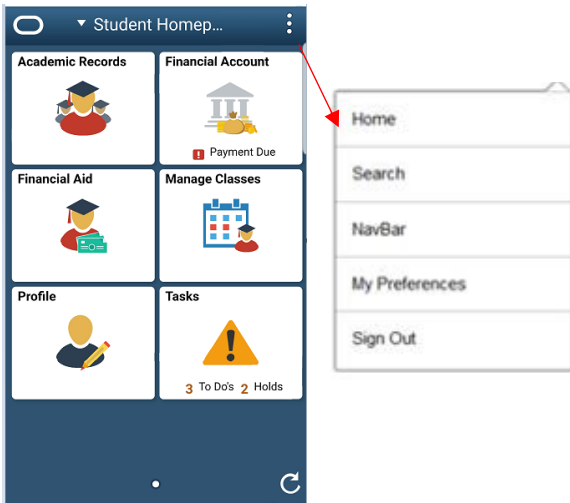 Student Homep...
Academic Records
Financial Account
Payment Due
Financial Aid
Manage Classes
Profile
Tasks
3 To Do's 2 Holds
Home
Search
NavBar
My Preferences
Sign Out